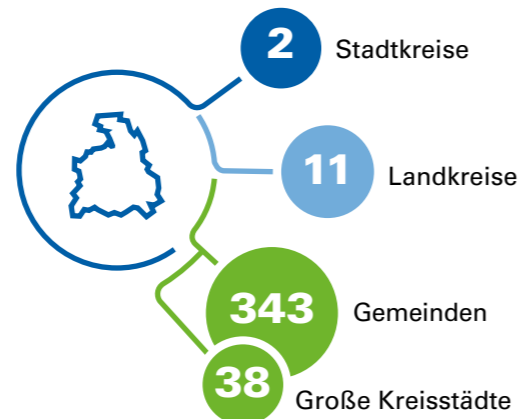 2 Stadtkreise
11 Landkreise
343 Gemeinden
38 Große Kreisstädte